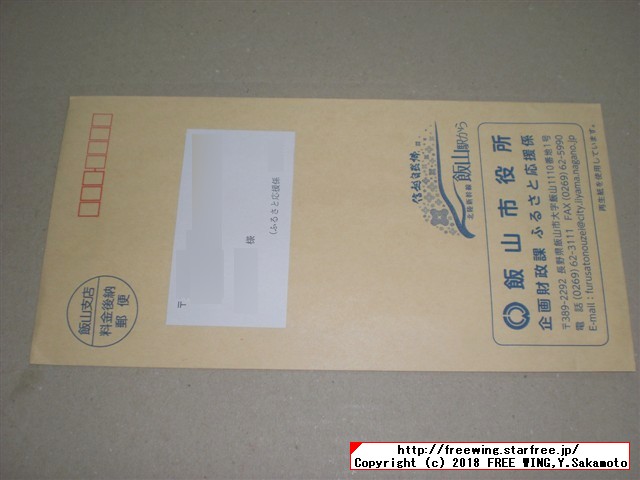 飯山支店
料金後納
郵便
〒
様
(ふるさと応援係
信州自然郷
北陸新幹線 飯山駅から
飯山市役所
企画財政課 ふるさと応援係
〒389-2292 長野県飯山市大字飯山1110番地1号
電話 (0269) 62-3111 FAX (0269) 62-5990
E-mail : furusatonouzei@city.iiyama.nagano.jp
再生紙を使用しています。
http://freewing.starfree.jp/
Copyright (c) 2018 FREE WING,Y.Sakamoto